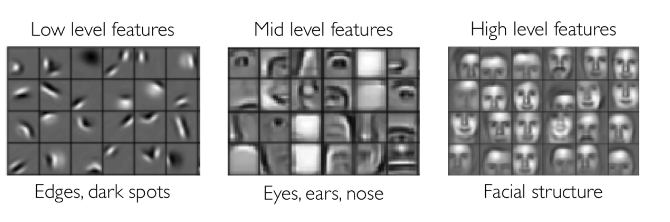 Low level features
Mid level features
High level features
Edges, dark spots
Eyes, ears, nose
Facial structure